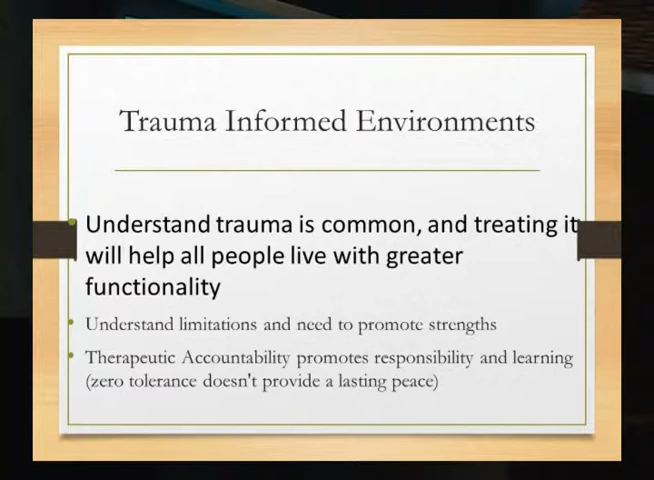 Trauma Informed Environments
• Understand trauma is common, and treating it
will help all people live with greater
functionality
• Understand limitations and need to promote strengths
• Therapeutic Accountability promotes responsibility and learning
(zero tolerance doesn't provide a lasting peace)